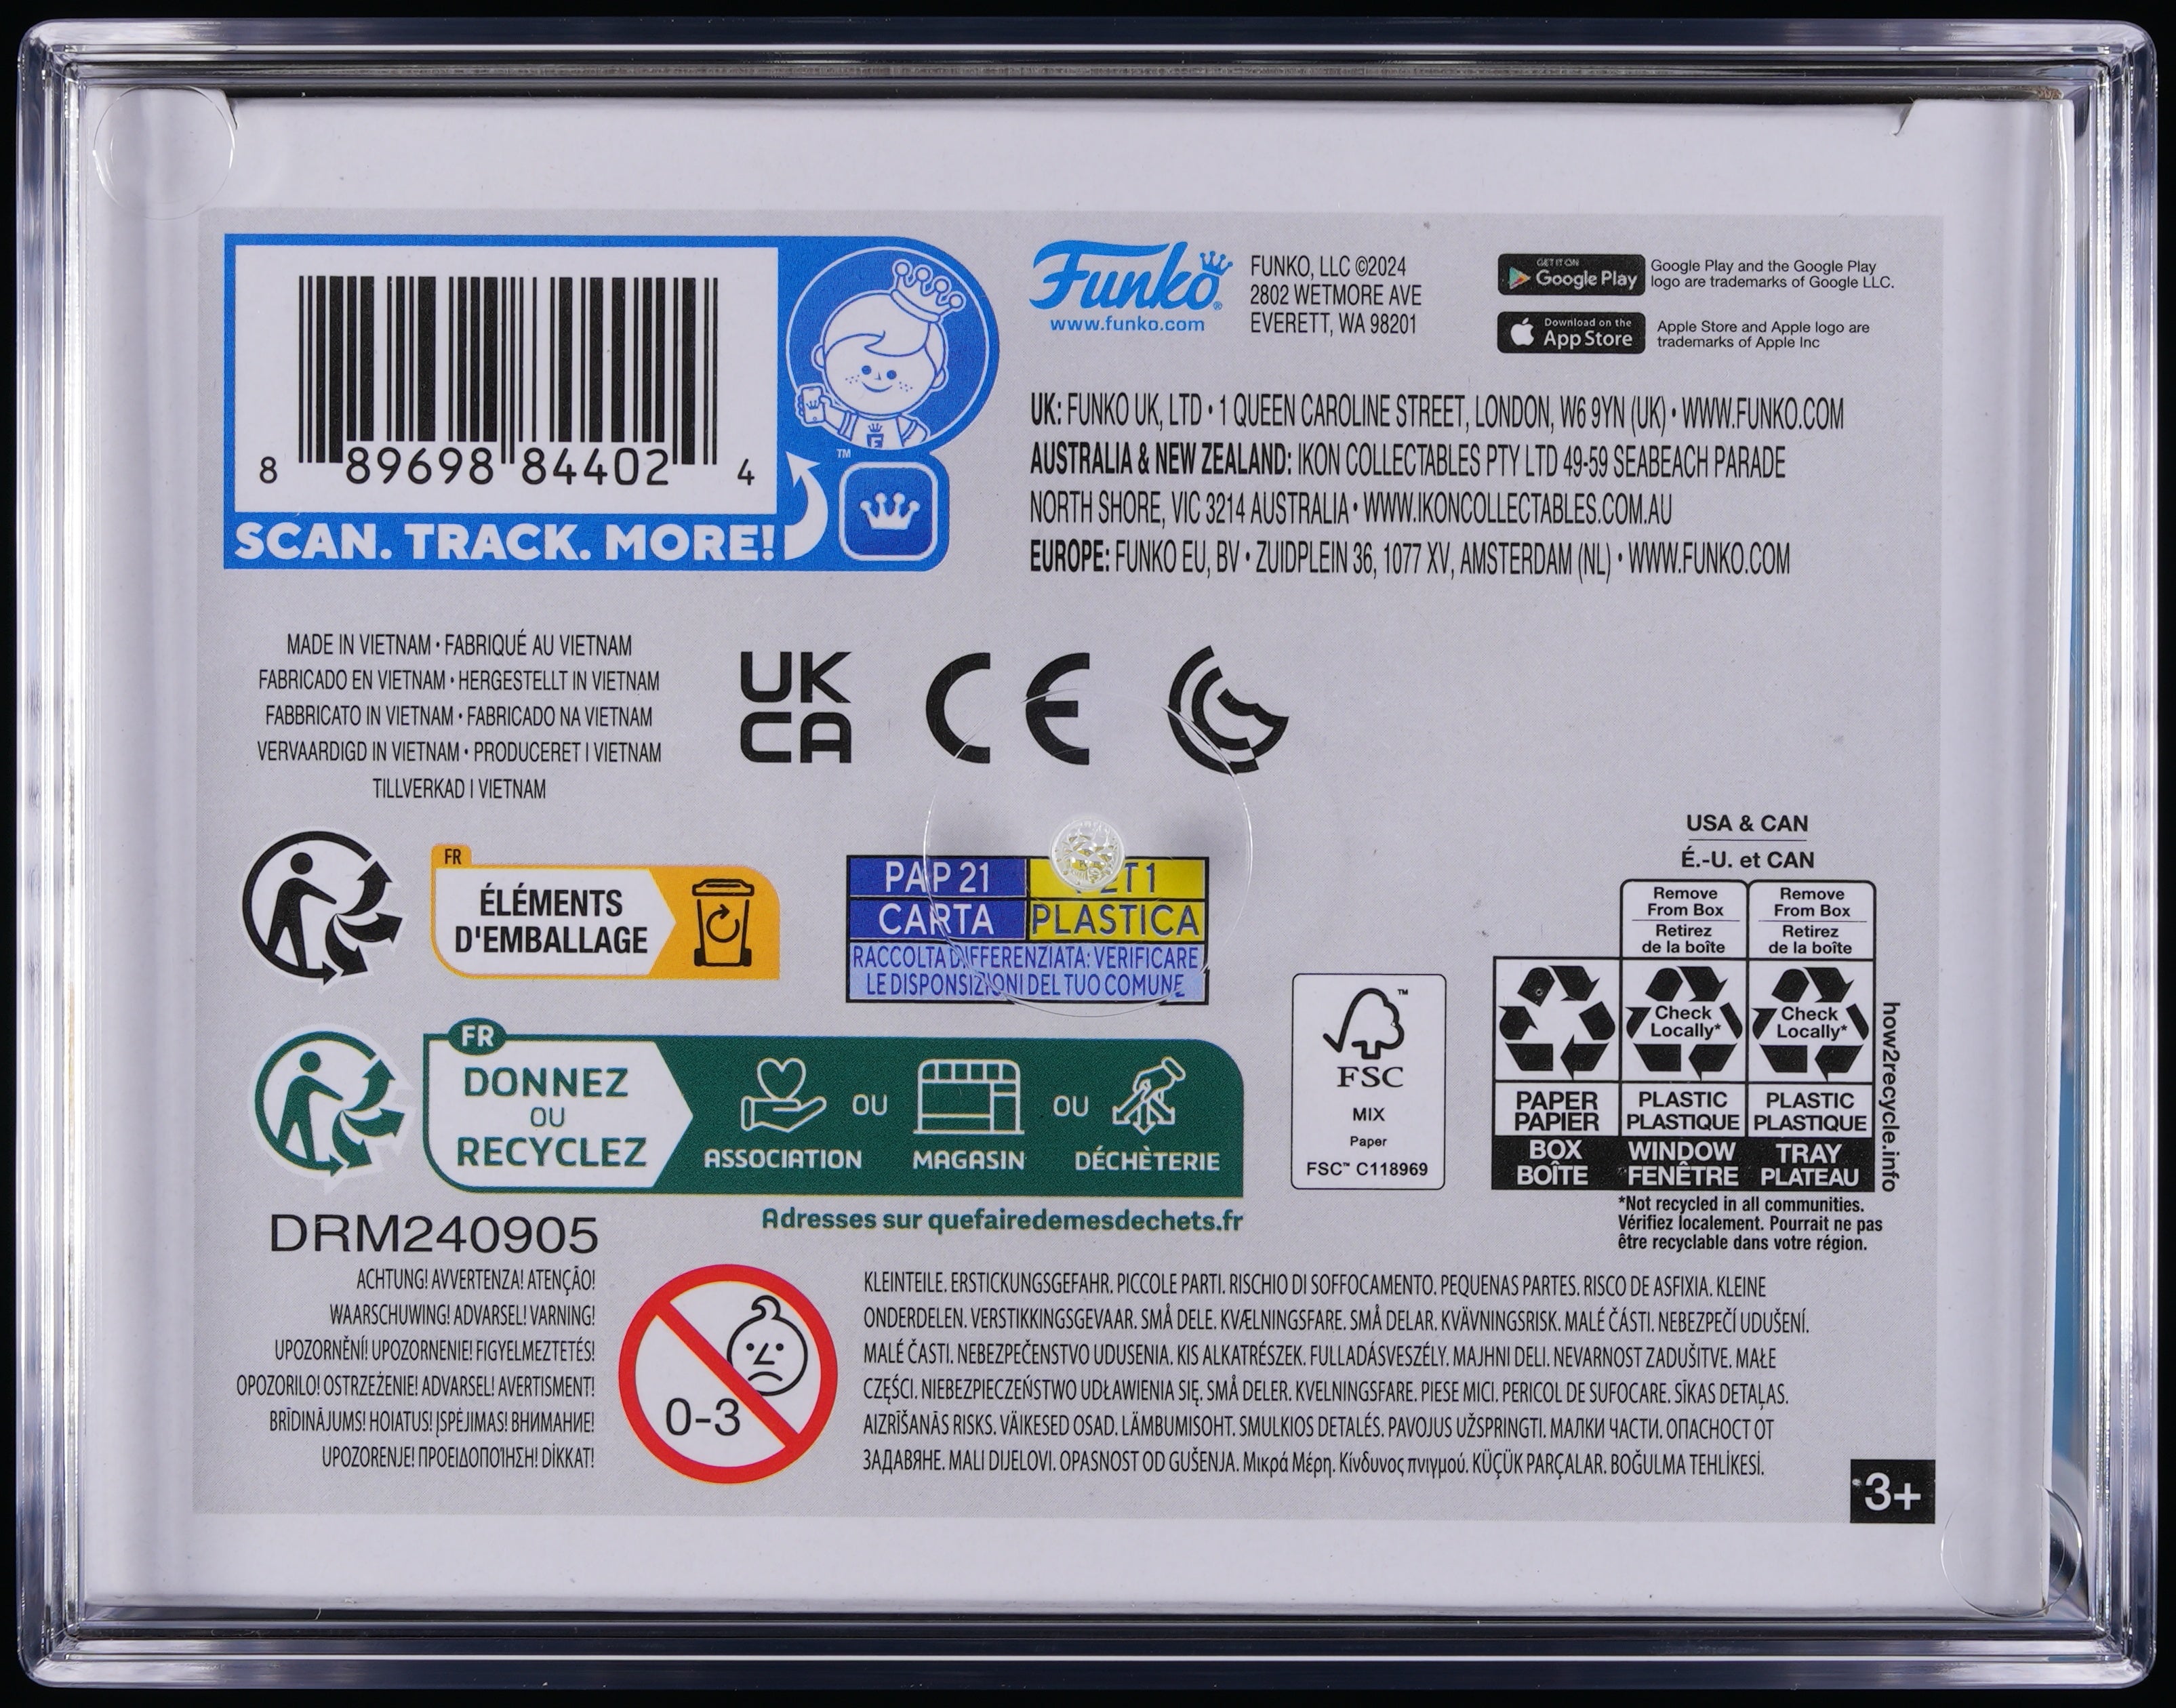 8 89698 84402 4
SCAN. TRACK. MORE!
TM
Funko®
www.funko.com
FUNKO, LLC ©2024
2802 WETMORE AVE
EVERETT, WA 98201
GET IT ON
Google Play
Google Play and the Google Play
logo are trademarks of Google LLC.
Download on the
App Store
Apple Store and Apple logo are
trademarks of Apple Inc
UK: FUNKO UK, LTD • 1 QUEEN CAROLINE STREET, LONDON, W6 9YN (UK) • WWW.FUNKO.COM
AUSTRALIA & NEW ZEALAND: IKON COLLECTABLES PTY LTD 49-59 SEABEACH PARADE
NORTH SHORE, VIC 3214 AUSTRALIA • WWW.IKONCOLLECTABLES.COM.AU
EUROPE: FUNKO EU, BV • ZUIDPLEIN 36, 1077 XV, AMSTERDAM (NL) • WWW.FUNKO.COM
MADE IN VIETNAM • FABRIQUÉ AU VIETNAM
FABRICADO EN VIETNAM • HERGESTELLT IN VIETNAM
FABBRICATO IN VIETNAM • FABRICADO NA VIETNAM
VERVAARDIGD IN VIETNAM • PRODUCERET I VIETNAM
TILLVERKAD I VIETNAM
UK
CA
CE
FR
ÉLÉMENTS
D'EMBALLAGE
PAP 21
CARTA
PLASTICA
RACCOLTA DIFFERENZIATA: VERIFICARE
LE DISPONSIZIONI DEL TUO COMUNE
FR
DONNEZ
OU
RECYCLEZ
ASSOCIATION
OU
MAGASIN
OU
DÉCHÈTERIE
Adresses sur quefairedemesdechets.fr
FSC
™
MIX
Paper
FSC™ C118969
USA & CAN
É.-U. et CAN
Remove
From Box
Retirez
de la boîte
Remove
From Box
Retirez
de la boîte
Check
Locally*
Check
Locally*
PAPER
PAPIER
PLASTIC
PLASTIQUE
PLASTIC
PLASTIQUE
BOX
BOÎTE
WINDOW
FENÊTRE
TRAY
PLATEAU
how2recycle.info
*Not recycled in all communities.
Vérifiez localement. Pourrait ne pas
être recyclable dans votre région.
DRM240905
ACHTUNG! AVVERTENZA! ATENÇÃO!
WAARSCHUWING! ADVARSEL! VARNING!
UPOZORNĚNÍ! UPOZORNENIE! FIGYELMEZTETÉS!
OPOZORILO! OSTRZEŻENIE! ADVARSEL! AVERTISMENT!
BRĪDINĀJUMS! HOIATUS! ĮSPĖJIMAS! ВНИМАНИЕ!
UPOZORENJE! ΠΡΟΕΙΔΟΠΟΊΗΣΗ! DİKKAT!
0-3
KLEINTEILE. ERSTICKUNGSGEFAHR. PICCOLE PARTI. RISCHIO DI SOFFOCAMENTO. PEQUENAS PARTES. RISCO DE ASFIXIA. KLEINE
ONDERDELEN. VERSTIKKINGSGEVAAR. SMÅ DELE. KVÆLNINGSFARE. SMÅ DELAR. KVÄVNINGSRISK. MALÉ ČÁSTI. NEBEZPEČÍ UDUŠENÍ.
MALÉ ČASTI. NEBEZPEČENSTVO UDUSENIA. KIS ALKATRÉSZEK. FULLADÁSVESZÉLY. MAJHNI DELI. NEVARNOST ZADUŠITVE. MAŁE
CZĘŚCI. NIEBEZPIECZEŃSTWO UDŁAWIENIA SIĘ. SMÅ DELER. KVELNINGSFARE. PIESE MICI. PERICOL DE SUFOCARE. SĪKAS DETAĻAS.
AIZRĪŠANĀS RISKS. VÄIKESED OSAD. LÄMBUMISOHT. SMULKIOS DETALĖS. PAVOJUS UŽSPRINGTI. МАЛКИ ЧАСТИ. ОПАСНОСТ ОТ
ЗАДАВЯНЕ. MALI DIJELOVI. OPASNOST OD GUŠENJA. Μικρά Μέρη. Κίνδυνος πνιγμού. KÜÇÜK PARÇALAR. BOĞULMA TEHLİKESİ.
3+